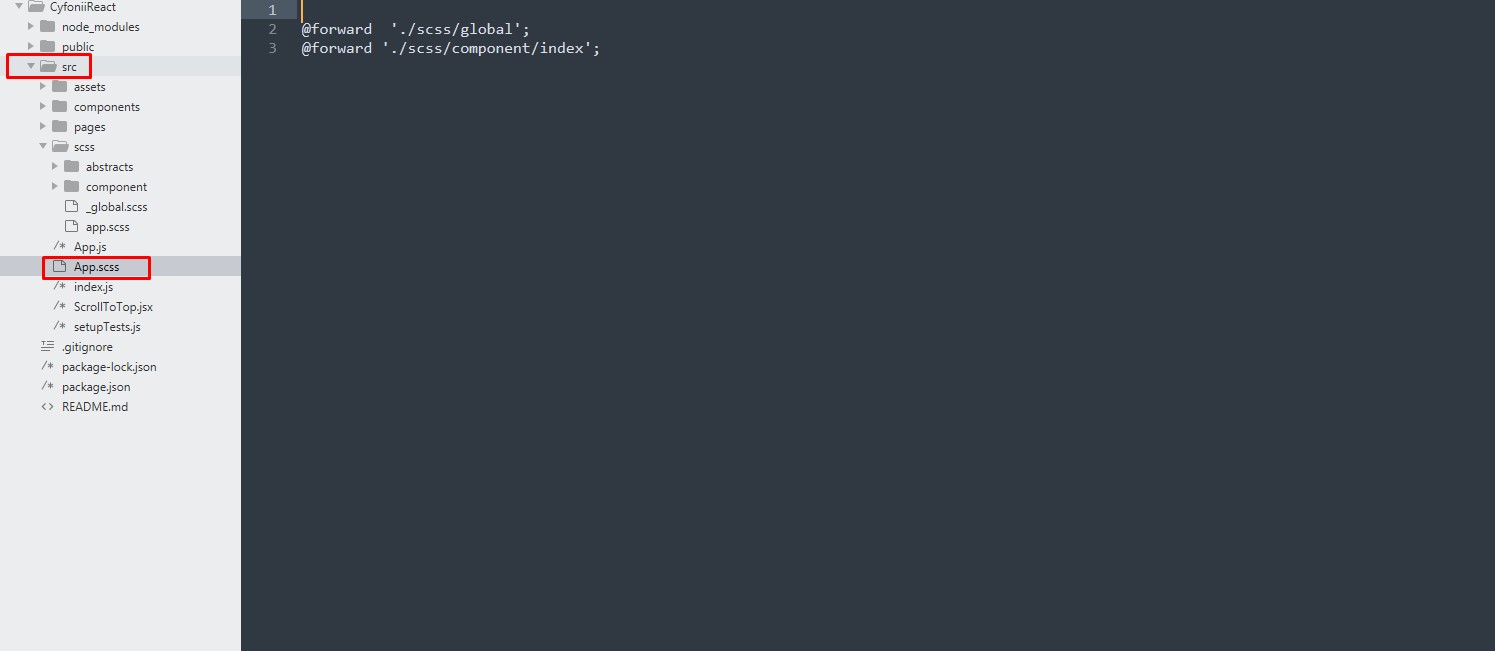 CyfoniiReact
node_modules
public
src
assets
components
pages
scss
abstracts
component
_global.scss
app.scss
/* App.js
App.scss
/* index.js
/* ScrollToTop.jsx
/* setupTests.js
.gitignore
/* package-lock.json
/* package.json
<> README.md
1
2 @forward  './scss/global';
3 @forward './scss/component/index';